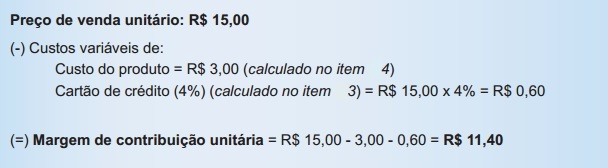 Preço de venda unitário: R$ 15,00
(-) Custos variáveis de:
Custo do produto = R$ 3,00 (calculado no item 4)
Cartão de crédito (4%) (calculado no item 3) = R$ 15,00 x 4% = R$ 0,60
(=) Margem de contribuição unitária = R$ 15,00 - 3,00 - 0,60 = R$ 11,40